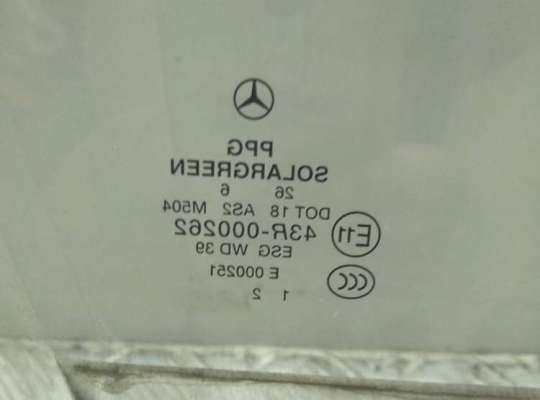 PPG
SOLARGREEN
26 6
DOT 18 AS2 M504
E11 43R-000262
ESG WD 39
CCC E 000251
1 2